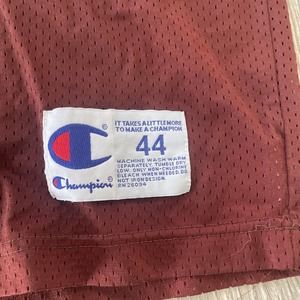 IT TAKES A LITTLE MORE
TO MAKE A CHAMPION
44
MACHINE WASH WARM
SEPARATELY, TUMBLE DRY
LOW. ONLY NON-CHLORINE
BLEACH WHEN NEEDED. DO
NOT IRON DESIGN.
RN26094
Champion